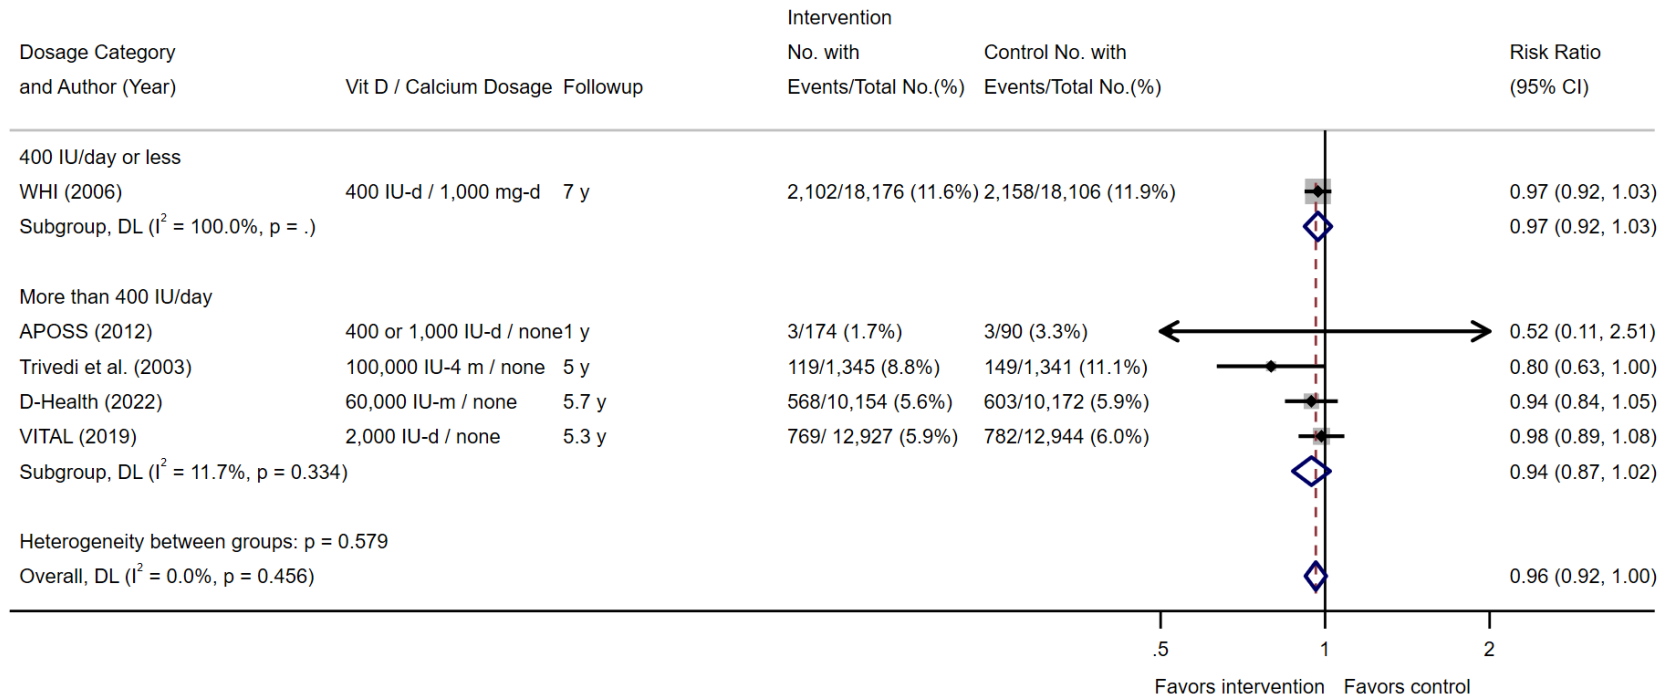 Intervention
Dosage Category No. with Control No. with Risk Ratio
and Author (Year) Vit D / Calcium Dosage Followup Events/Total No.(%) Events/Total No.(%) (95% CI)
400 IU/day or less
WHI (2006) 400 IU-d / 1,000 mg-d 7 y 2,102/18,176 (11.6%) 2,158/18,106 (11.9%) 0.97 (0.92, 1.03)
Subgroup, DL (I² = 100.0%, p = .) 0.97 (0.92, 1.03)
More than 400 IU/day
APOSS (2012) 400 or 1,000 IU-d / none 1 y 3/174 (1.7%) 3/90 (3.3%) 0.52 (0.11, 2.51)
Trivedi et al. (2003) 100,000 IU-4 m / none 5 y 119/1,345 (8.8%) 149/1,341 (11.1%) 0.80 (0.63, 1.00)
D-Health (2022) 60,000 IU-m / none 5.7 y 568/10,154 (5.6%) 603/10,172 (5.9%) 0.94 (0.84, 1.05)
VITAL (2019) 2,000 IU-d / none 5.3 y 769/ 12,927 (5.9%) 782/12,944 (6.0%) 0.98 (0.89, 1.08)
Subgroup, DL (I² = 11.7%, p = 0.334) 0.94 (0.87, 1.02)
Heterogeneity between groups: p = 0.579
Overall, DL (I² = 0.0%, p = 0.456) 0.96 (0.92, 1.00)
.5 1 2
Favors intervention Favors control